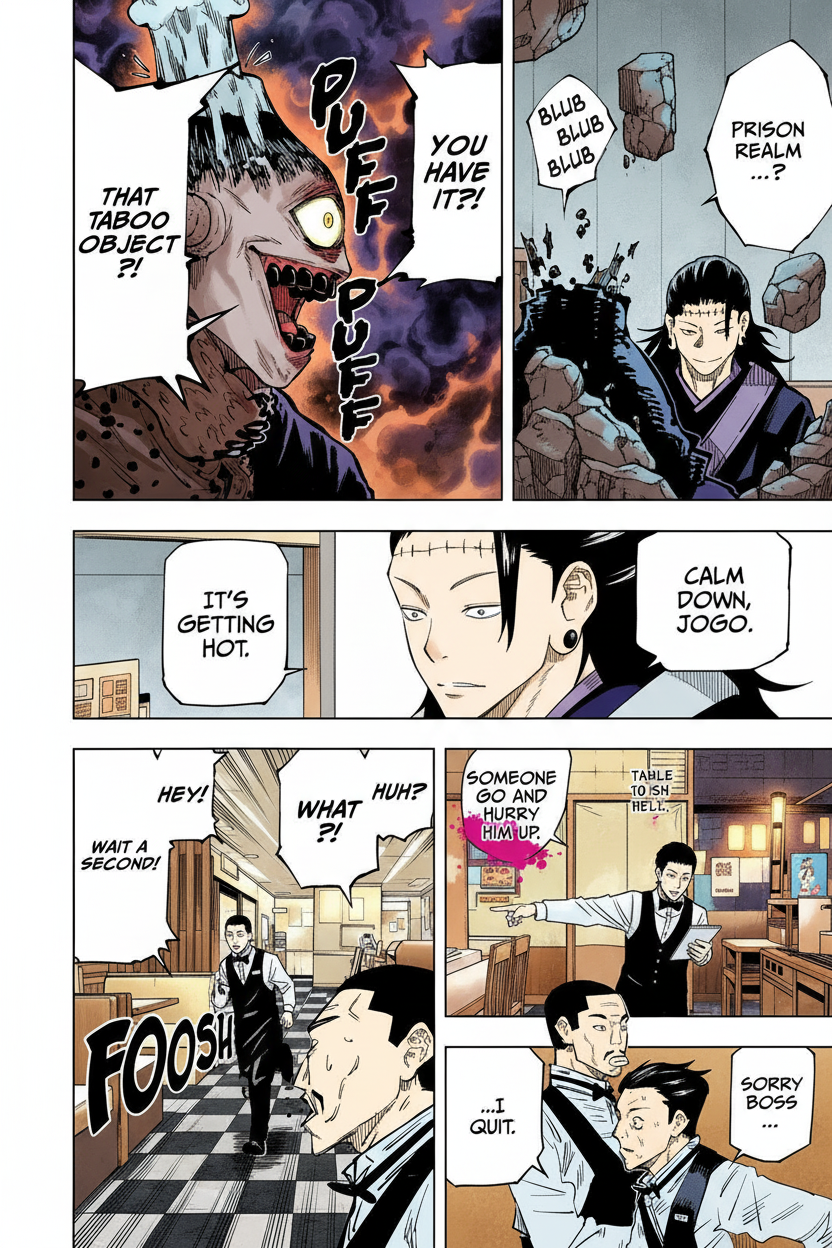 PRISON
REALM
...?
BLUB
BLUB
BLUB
YOU
HAVE
IT?!
PUFF
PUFF
THAT
TABOO
OBJECT
?!
CALM
DOWN,
JOGO.
IT'S
GETTING
HOT.
TABLE
TO SH
HELL.
SOMEONE
GO AND
HURRY
HIM UP.
SORRY
BOSS
...
...I
QUIT.
HUH?
WHAT
?!
HEY!
WAIT A
SECOND!
FOOSH